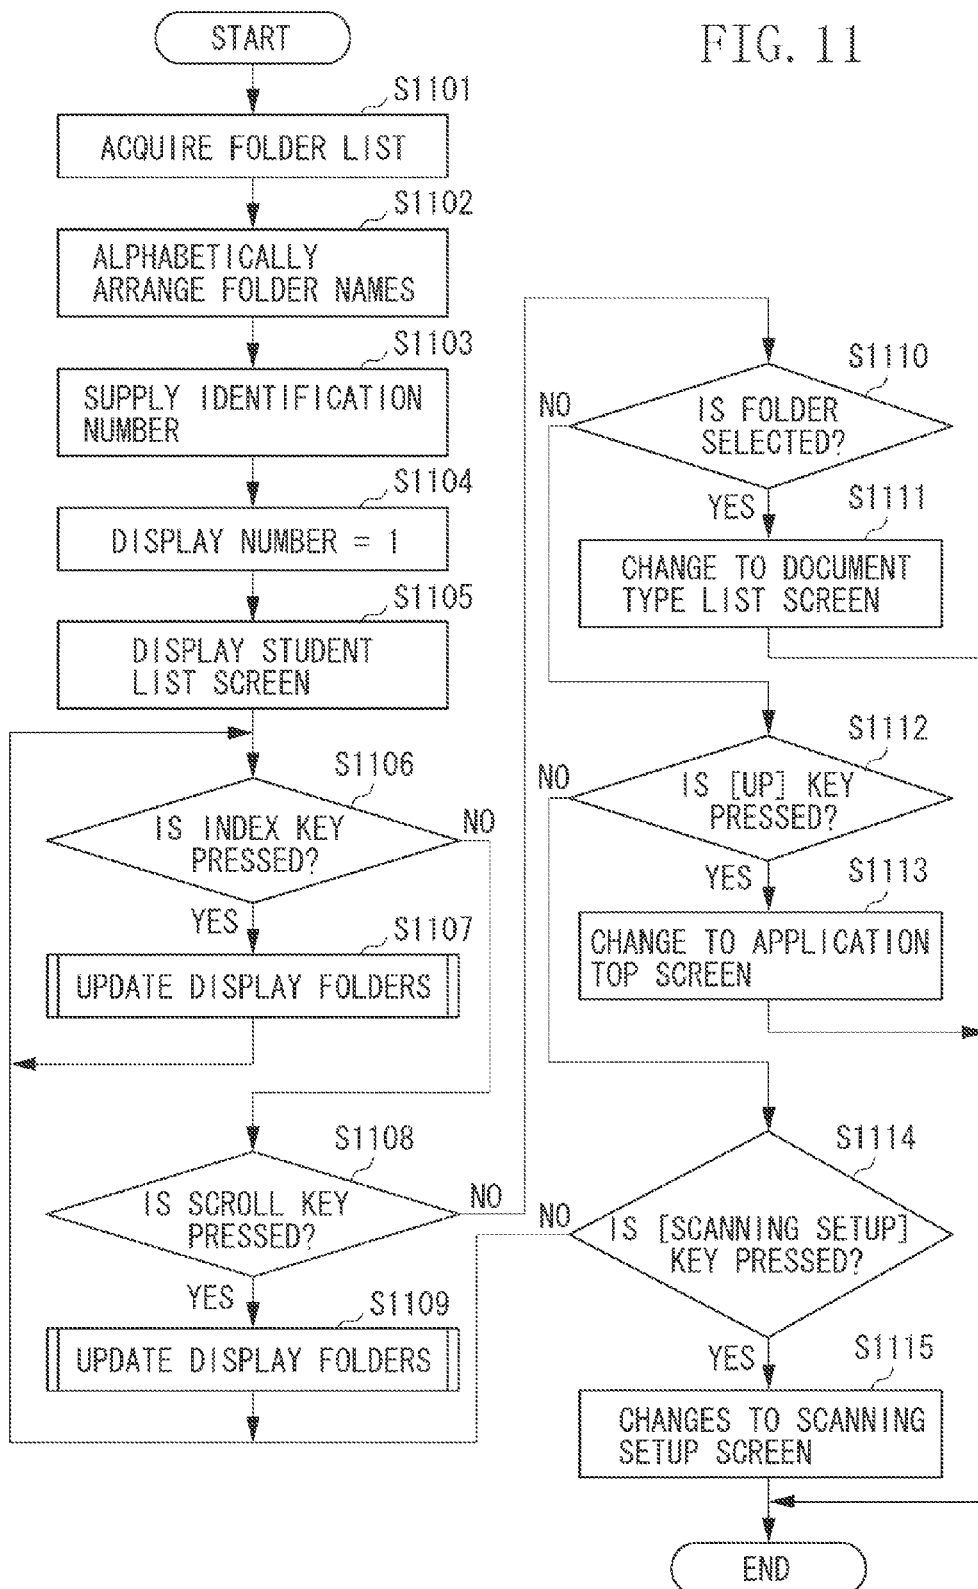 FIG. 11
START
S1101
ACQUIRE FOLDER LIST
S1102
ALPHABETICALLY
ARRANGE FOLDER NAMES
S1103
SUPPLY IDENTIFICATION
NUMBER
S1104
DISPLAY NUMBER = 1
S1105
DISPLAY STUDENT
LIST SCREEN
S1106
IS INDEX KEY
PRESSED?
NO
YES
S1107
UPDATE DISPLAY FOLDERS
S1108
IS SCROLL KEY
PRESSED?
NO
YES
S1109
UPDATE DISPLAY FOLDERS
S1110
NO
IS FOLDER
SELECTED?
YES
S1111
CHANGE TO DOCUMENT
TYPE LIST SCREEN
S1112
NO
IS [UP] KEY
PRESSED?
YES
S1113
CHANGE TO APPLICATION
TOP SCREEN
S1114
NO
IS [SCANNING SETUP]
KEY PRESSED?
YES
S1115
CHANGES TO SCANNING
SETUP SCREEN
END